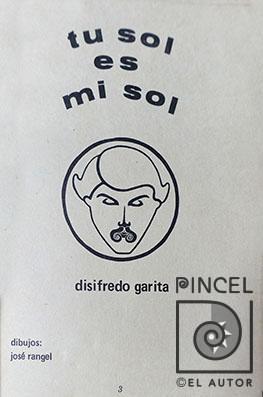 tu sol
es
mi sol
disifredo garita
PINCEL
dibujos:
josé rangel
©EL AUTOR
3